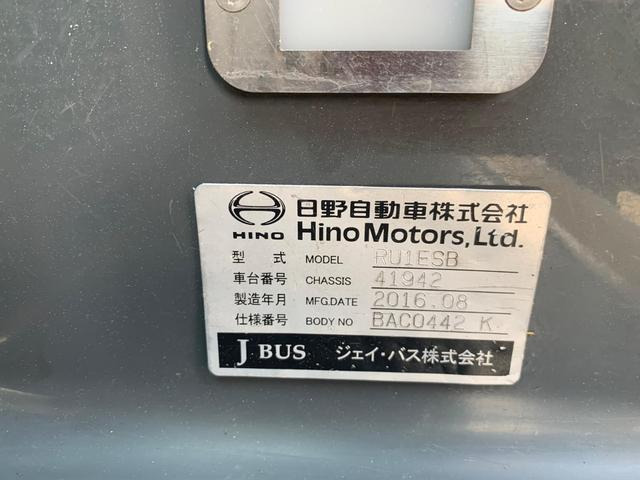 HINO 日野自動車株式会社
Hino Motors, Ltd.
型式 MODEL RU1ESB
車台番号 CHASSIS 41942
製造年月 MFG.DATE 2016.08
仕様番号 BODY NO BAC0442 K
J BUS ジェイ・バス株式会社